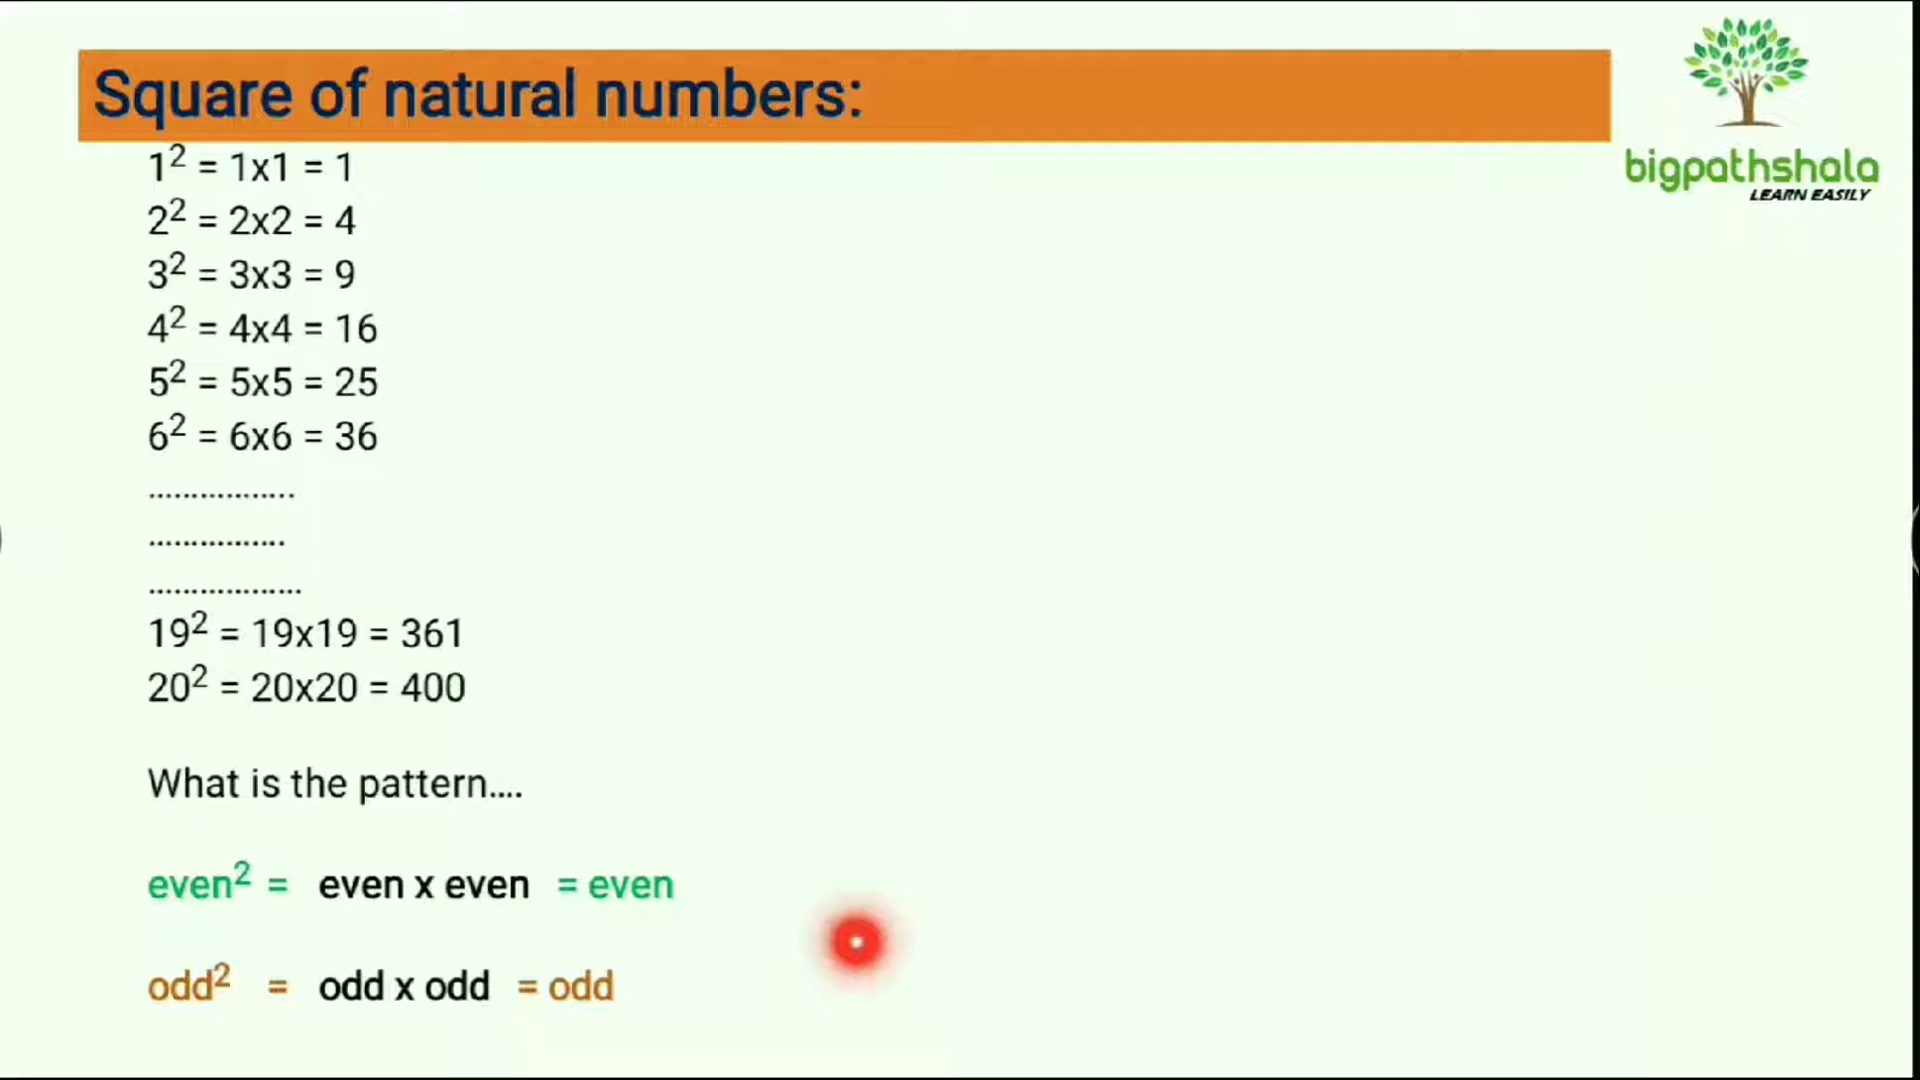 Square of natural numbers:
bigpathshala
LEARN EASILY
1² = 1x1 = 1
2² = 2x2 = 4
3² = 3x3 = 9
4² = 4x4 = 16
5² = 5x5 = 25
6² = 6x6 = 36
.................
................
..................
19² = 19x19 = 361
20² = 20x20 = 400
What is the pattern....
even² = even x even = even
odd² = odd x odd = odd